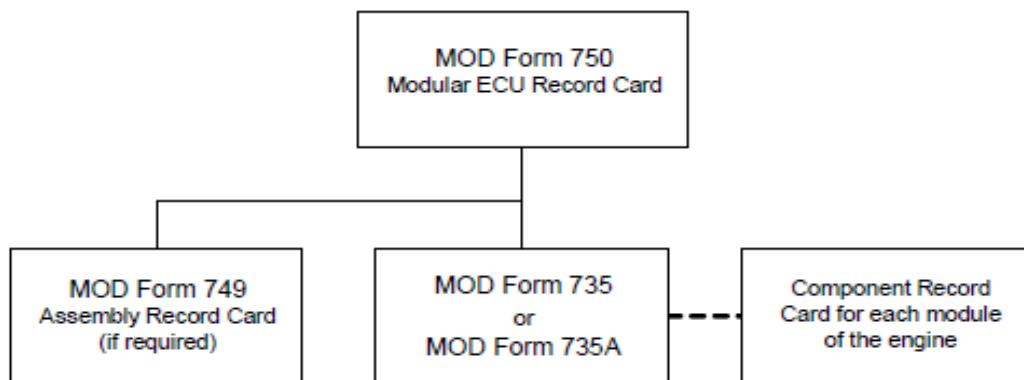 MOD Form 750
Modular ECU Record Card
MOD Form 749
Assembly Record Card
(if required)
MOD Form 735
or
MOD Form 735A
Component Record
Card for each module
of the engine